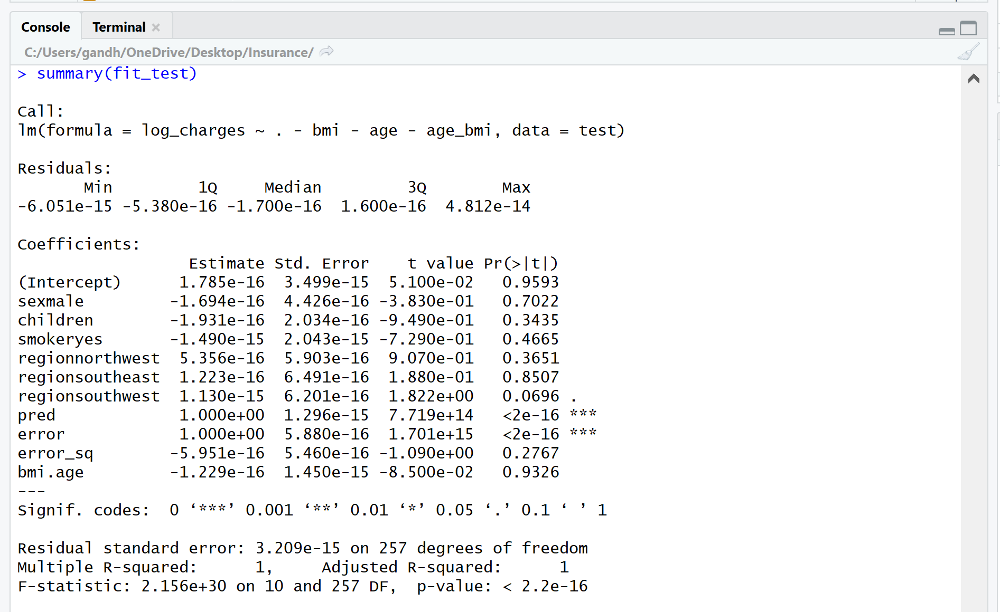 Console Terminal
C:/Users/gandh/OneDrive/Desktop/Insurance/
> summary(fit_test)
Call:
lm(formula = log_charges ~ . - bmi - age - age_bmi, data = test)
Residuals:
Min 1Q Median 3Q Max
-6.051e-15 -5.380e-16 -1.700e-16 1.600e-16 4.812e-14
Coefficients:
Estimate Std. Error t value Pr(>|t|)
(Intercept) 1.785e-16 3.499e-15 5.100e-02 0.9593
sexmale -1.694e-16 4.426e-16 -3.830e-01 0.7022
children -1.931e-16 2.034e-16 -9.490e-01 0.3435
smokeryes -1.490e-15 2.043e-15 -7.290e-01 0.4665
regionnorthwest 5.356e-16 5.903e-16 9.070e-01 0.3651
regionsoutheast 1.223e-16 6.491e-16 1.880e-01 0.8507
regionsouthwest 1.130e-15 6.201e-16 1.822e+00 0.0696 .
pred 1.000e+00 1.296e-15 7.719e+14 <2e-16 ***
error 1.000e+00 5.880e-16 1.701e+15 <2e-16 ***
error_sq -5.951e-16 5.460e-16 -1.090e+00 0.2767
bmi.age -1.229e-16 1.450e-15 -8.500e-02 0.9326
---
Signif. codes: 0 ‘***’ 0.001 ‘**’ 0.01 ‘*’ 0.05 ‘.’ 0.1 ‘ ’ 1
Residual standard error: 3.209e-15 on 257 degrees of freedom
Multiple R-squared: 1, Adjusted R-squared: 1
F-statistic: 2.156e+30 on 10 and 257 DF, p-value: < 2.2e-16